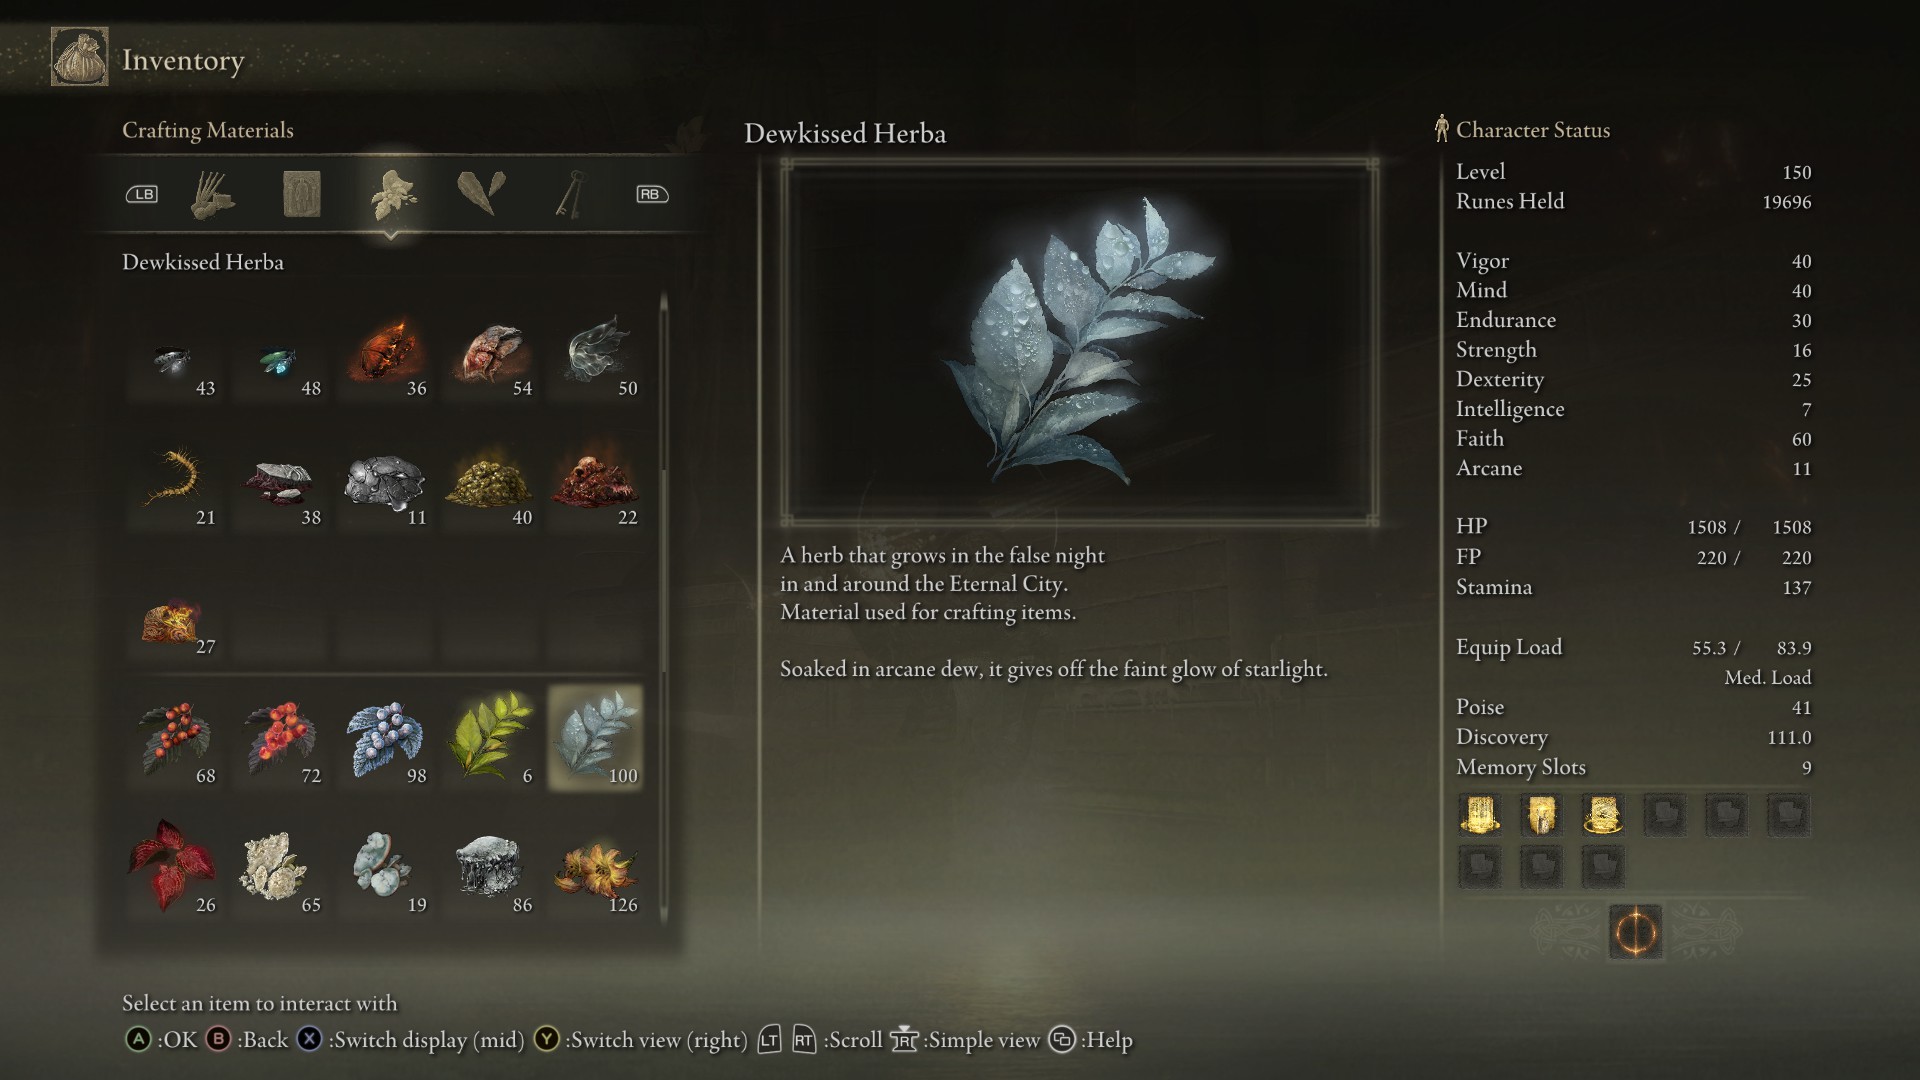 Inventory
Crafting Materials
LB
RB
Dewkissed Herba
43
48
36
54
50
21
38
11
40
22
27
68
72
98
6
100
26
65
19
86
126
Dewkissed Herba
A herb that grows in the false night
in and around the Eternal City.
Material used for crafting items.
Soaked in arcane dew, it gives off the faint glow of starlight.
Character Status
Level 150
Runes Held 19696
Vigor 40
Mind 40
Endurance 30
Strength 16
Dexterity 25
Intelligence 7
Faith 60
Arcane 11
HP 1508 / 1508
FP 220 / 220
Stamina 137
Equip Load 55.3 / 83.9
Med. Load
Poise 41
Discovery 111.0
Memory Slots 9
Select an item to interact with
A :OK B :Back X :Switch display (mid) Y :Switch view (right) LT RT :Scroll R :Simple view :Help